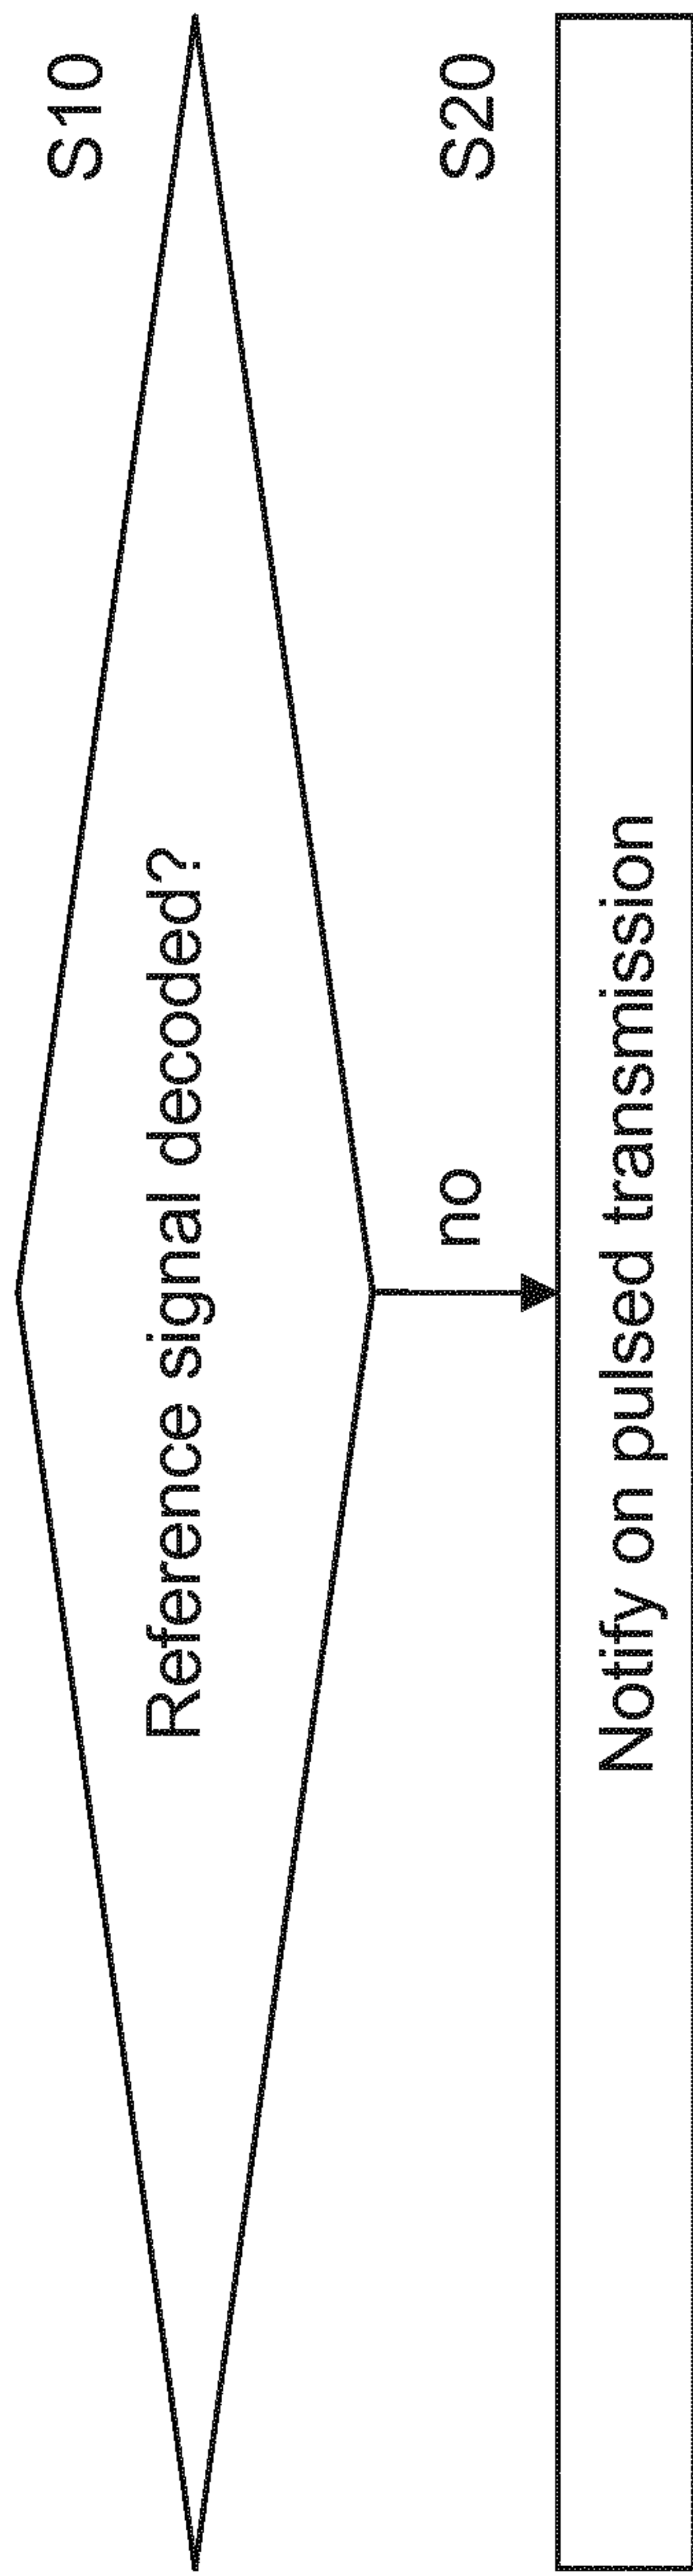 S10
Reference signal decoded?
no
S20
Notify on pulsed transmission